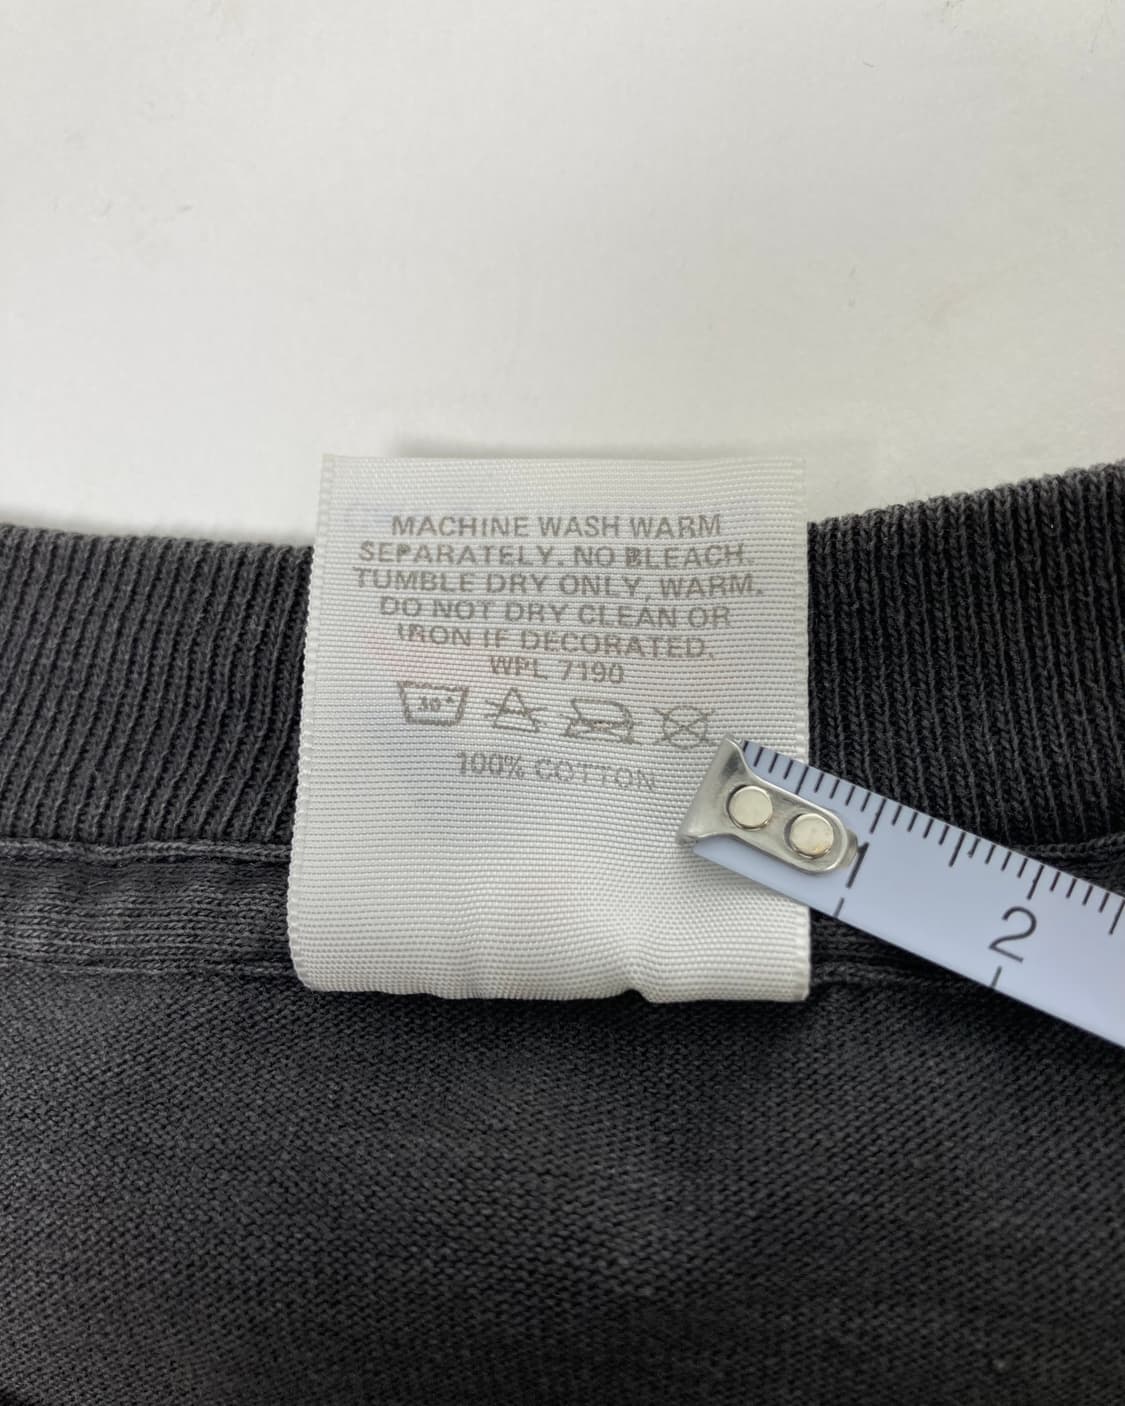 MACHINE WASH WARM
SEPARATELY. NO BLEACH.
TUMBLE DRY ONLY, WARM.
DO NOT DRY CLEAN OR
IRON IF DECORATED.
WPL 7190
30°
100% COTTON
1
2